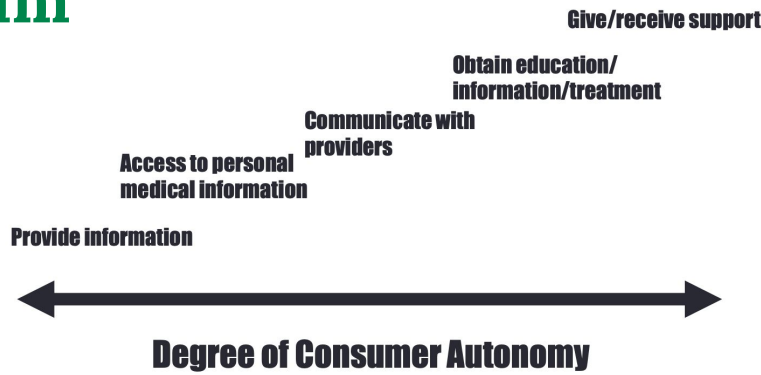 Give/receive support
Obtain education/
information/treatment
Communicate with
providers
Access to personal
medical information
Provide information
Degree of Consumer Autonomy